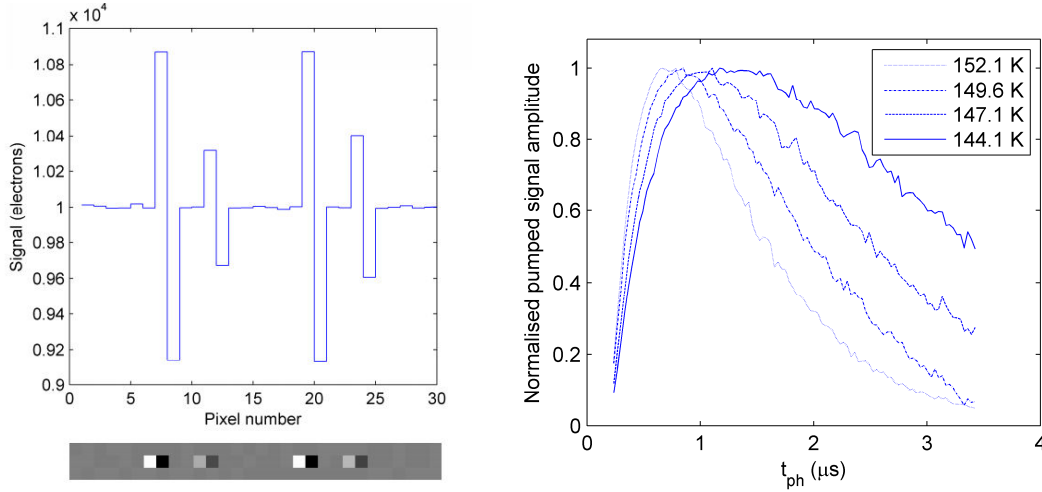 x 10⁴
1.1
1.08
1.06
1.04
1.02
1
0.98
0.96
0.94
0.92
0.9
Signal (electrons)
0 5 10 15 20 25 30
Pixel number
1
0.8
0.6
0.4
0.2
0
Normalised pumped signal amplitude
152.1 K
149.6 K
147.1 K
144.1 K
0 1 2 3 4
t_ph (μs)